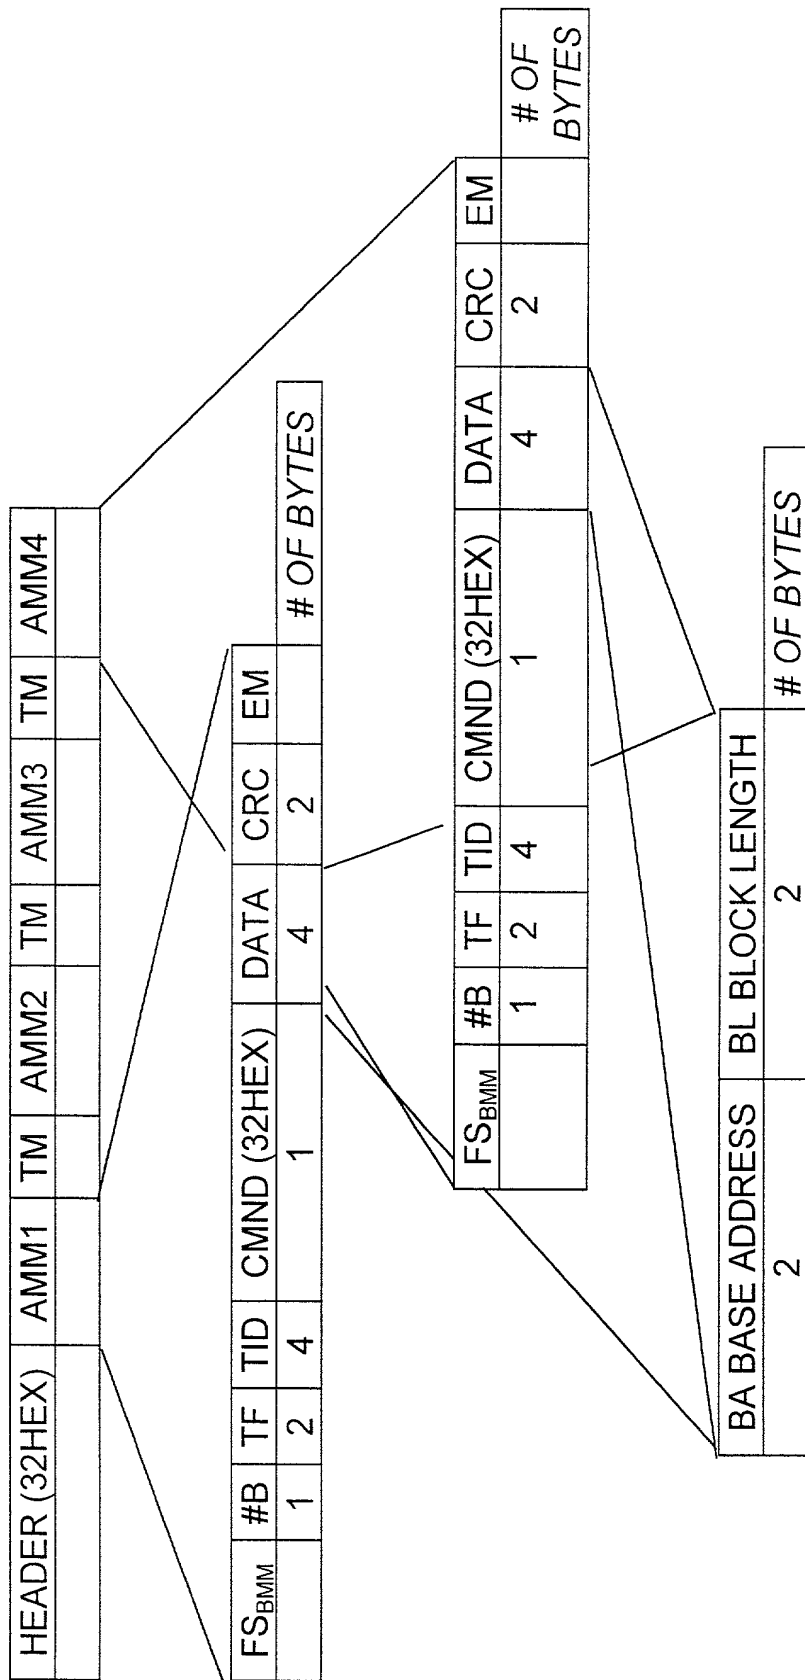 HEADER (32HEX) AMM1 TM AMM2 TM AMM3 TM AMM4
FSBMM #B TF TID CMND (32HEX) DATA CRC EM
1 2 4 1 4 2 # OF BYTES
FSBMM #B TF TID CMND (32HEX) DATA CRC EM
1 2 4 1 4 2 # OF
BYTES
BA BASE ADDRESS BL BLOCK LENGTH
2 2 # OF BYTES